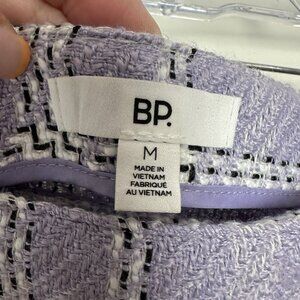 BP.
M
MADE IN
VIETNAM
FABRIQUÉ
AU VIETNAM